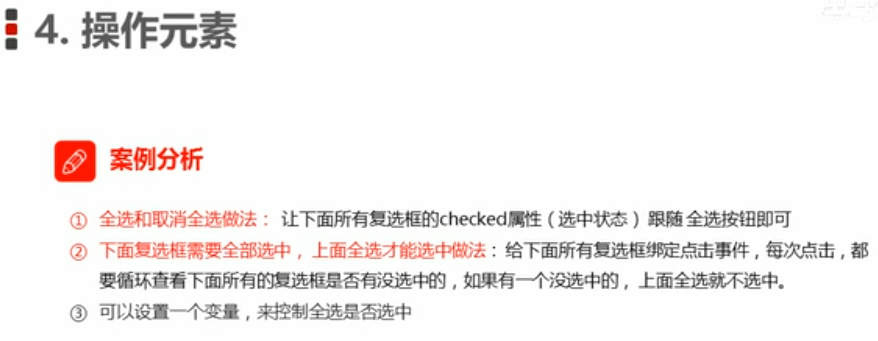 4. 操作元素
案例分析
① 全选和取消全选做法： 让下面所有复选框的checked属性（选中状态） 跟随 全选按钮即可
② 下面复选框需要全部选中， 上面全选才能选中做法：给下面所有复选框绑定点击事件，每次点击，都
要循环查看下面所有的复选框是否有没选中的，如果有一个没选中的， 上面全选就不选中。
③ 可以设置一个变量，来控制全选是否选中